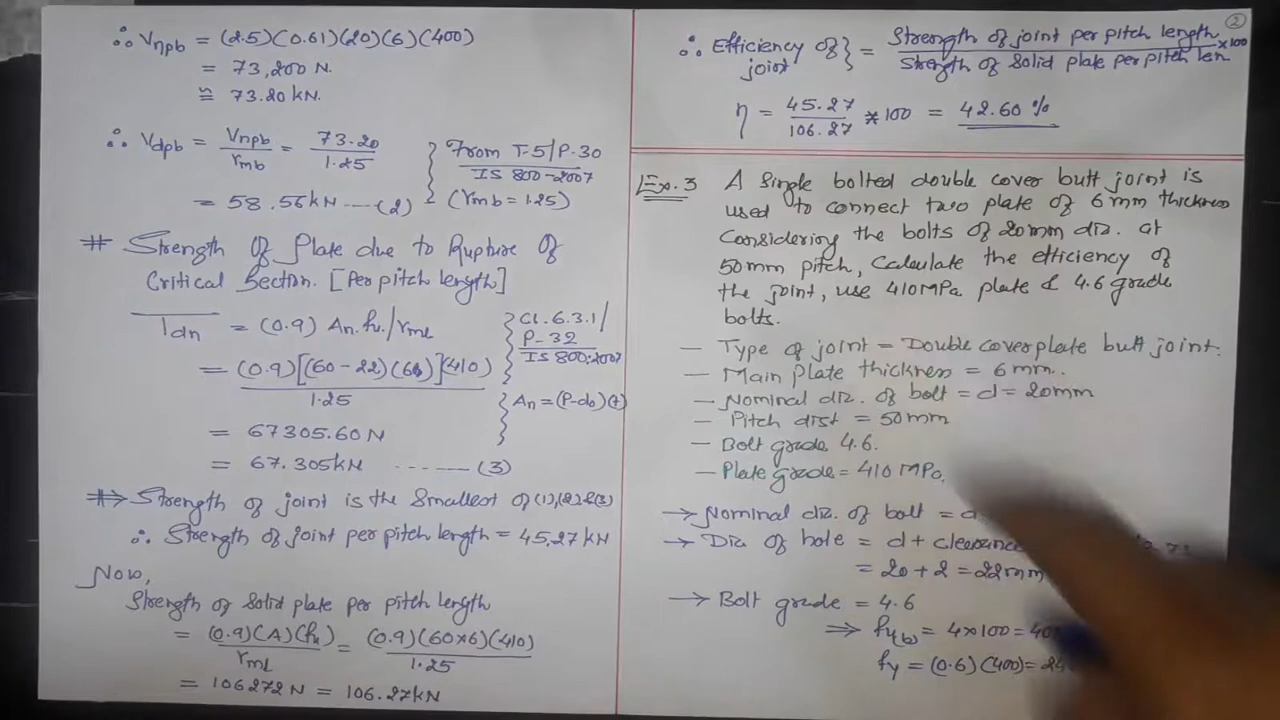 ∴ Vnpb = (2.5)(0.61)(20)(6)(400)
= 73,200 N.
≅ 73.20 kN.
∴ Vdpb = Vnpb / γmb = 73.20 / 1.25 } From T-5/P-30
IS 800-2007
= 58.56 kN ----(2) (γmb = 1.25)
# Strength of Plate due to Rupture of
Critical Section. [Per pitch length]
Tdn = (0.9) An.fu./γml } Cl. 6.3.1/
P-32
IS 800:2007
= (0.9)[(60-22)(6)](410) / 1.25
} An = (P-do)(t)
= 67305.60 N
= 67.305 kN -------(3)
⇒ Strength of joint is the smallest of (1),(2)&(3)
∴ Strength of joint per pitch length = 45.27 kN
Now,
Strength of solid plate per pitch length
= (0.9)(A)(fu) / γml = (0.9)(60×6)(410) / 1.25
= 106272 N = 106.27 kN
2
∴ Efficiency of joint } = Strength of joint per pitch length / Strength of solid plate per pitch len × 100
η = 45.27 / 106.27 * 100 = 42.60 %
Ex. 3 A single bolted double cover butt joint is
used to connect two plate of 6 mm thickness
Considering the bolts of 20mm dia. at
50mm pitch, Calculate the efficiency of
the joint, use 410MPa plate & 4.6 grade
bolts.
— Type of joint = Double cover plate butt joint.
— Main plate thickness = 6 mm.
— Nominal dia. of bolt = d = 20mm
— Pitch dist = 50 mm
— Bolt grade 4.6.
— Plate grade = 410 MPa.
→ Nominal dia. of bolt = d
→ Dia of hole = d + clearance
= 20 + 2 = 22mm
→ Bolt grade = 4.6
⇒ fub = 4×100 = 40
fy = (0.6)(400) = 24